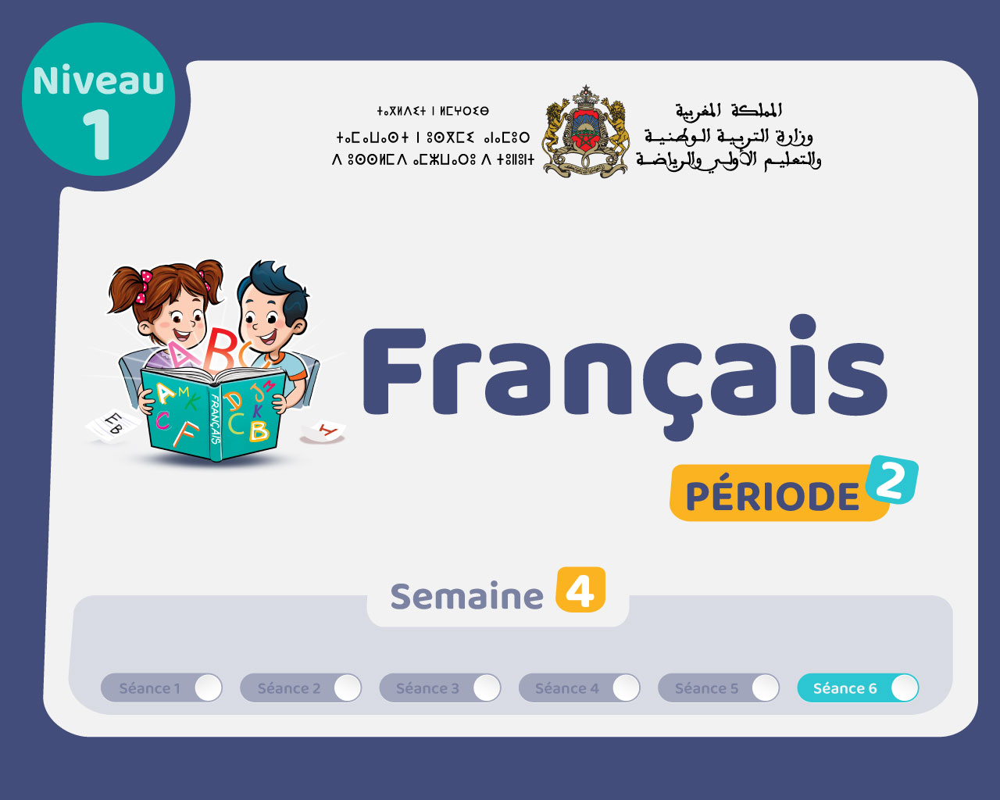 Niveau
1
ⵜⴰⴳⵍⴷⵉⵜ ⵏ ⵍⵎⵖⵔⵉⴱ
ⵜⴰⵎⴰⵡⴰⵙⵜ ⵏ ⵓⵙⴳⵎⵉ ⴰⵏⴰⵎⵓⵔ
ⴷ ⵓⵙⵙⵍⵎⴷ ⴰⵎⵣⵡⴰⵔⵓ ⴷ ⵜⵓⵏⵏⵓⵏⵜ
المملكة المغربية
وزارة التربية الوطنية
والتعليم الأولي والرياضة
A B C
A M K C F
FRANÇAIS
D J M K C B
E B
H
Français
PÉRIODE 2
Semaine 4
Séance 1 Séance 2 Séance 3 Séance 4 Séance 5 Séance 6